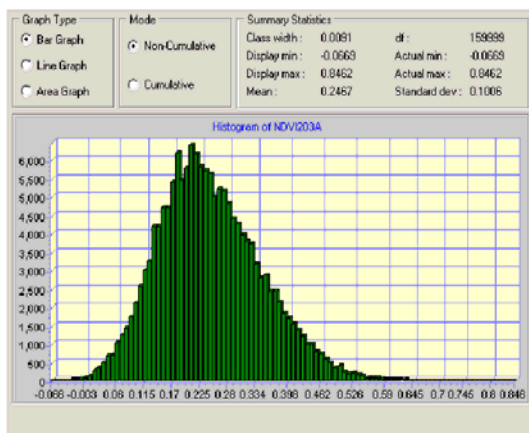 Graph Type
Bar Graph
Line Graph
Area Graph
Mode
Non-Cumulative
Cumulative
Summary Statistics
Class width : 0.0091 df : 159999
Display min : -0.0669 Actual min : -0.0669
Display max : 0.8462 Actual max : 0.8462
Mean : 0.2467 Standard dev : 0.1006
Histogram of NDVI203A
6,000
5,500
5,000
4,500
4,000
3,500
3,000
2,500
2,000
1,500
1,000
500
0
-0.066 -0.003 0.06 0.115 0.17 0.225 0.28 0.334 0.398 0.462 0.526 0.59 0.645 0.7 0.745 0.8 0.846